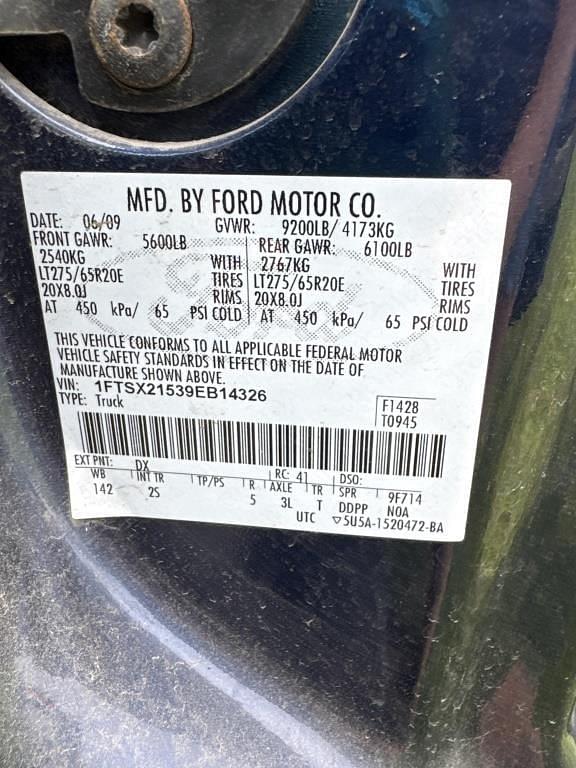 MFD. BY FORD MOTOR CO.
DATE: 06/09 GVWR: 9200LB/ 4173KG
FRONT GAWR: 5600LB REAR GAWR: 6100LB
2540KG WITH 2767KG WITH
LT275/65R20E TIRES LT275/65R20E TIRES
20X8.0J RIMS 20X8.0J RIMS
AT 450 kPa/ 65 PSI COLD AT 450 kPa/ 65 PSI COLD
THIS VEHICLE CONFORMS TO ALL APPLICABLE FEDERAL MOTOR
VEHICLE SAFETY STANDARDS IN EFFECT ON THE DATE OF
MANUFACTURE SHOWN ABOVE.
VIN: 1FTSX21539EB14326
TYPE: Truck
F1428
T0945
EXT PNT: DX RC: 41 DSO:
WB INT TR TP/PS R AXLE TR SPR 9F714
142 2S 5 3L T DDPP N0A
UTC ▽5U5A-1520472-BA
Ford